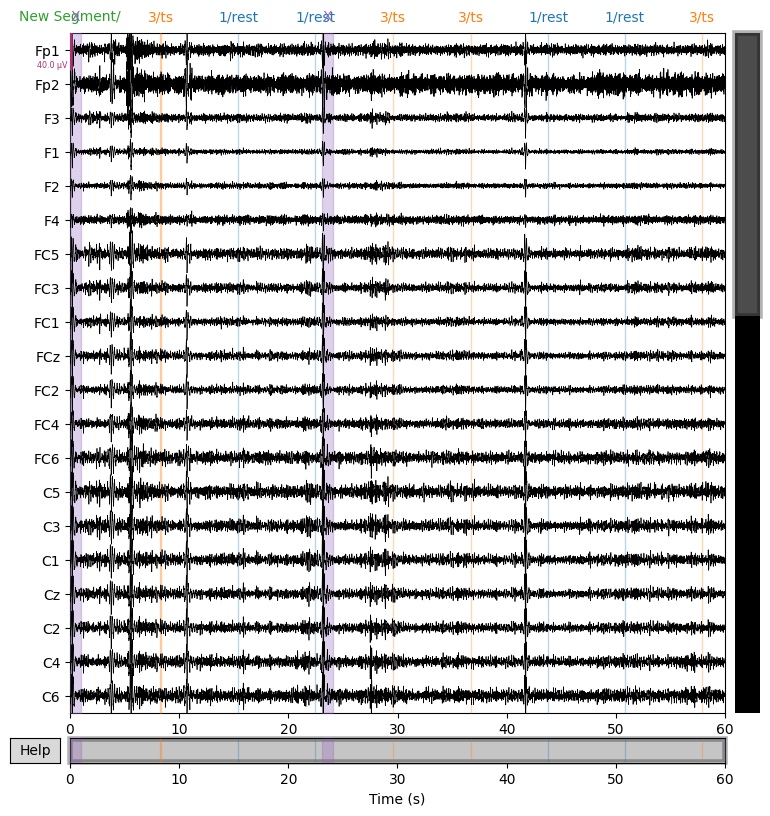 New Segment/ X 3/ts 1/rest 1/rest X 3/ts 3/ts 1/rest 1/rest 3/ts
Fp1
40.0 µV
Fp2
F3
F1
F2
F4
FC5
FC3
FC1
FCz
FC2
FC4
FC6
C5
C3
C1
Cz
C2
C4
C6
0 10 20 30 40 50 60
Help
0 10 20 30 40 50 60
Time (s)